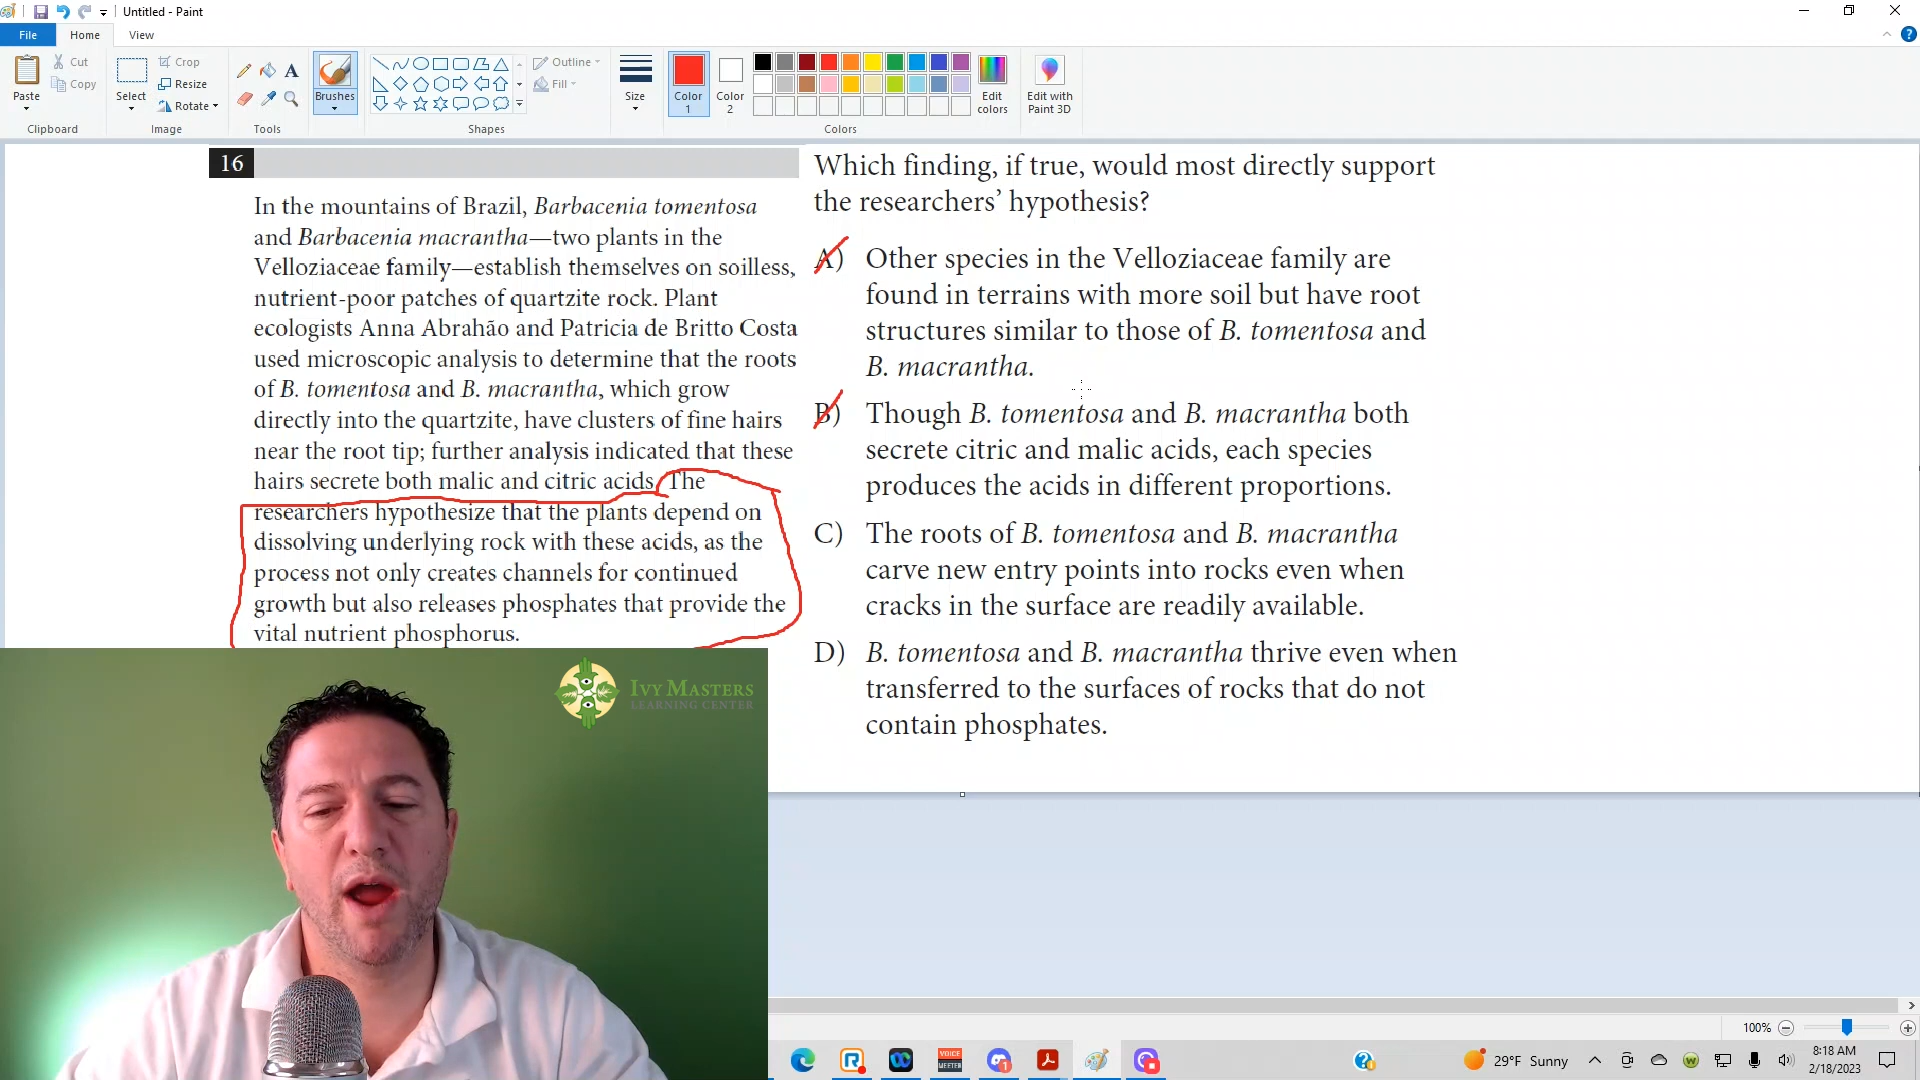 Untitled - Paint
File
Home
View
Paste
Cut
Copy
Clipboard
Select
Crop
Resize
Rotate
Image
A
Tools
Brushes
Shapes
Outline
Fill
Size
Color
1
Color
2
Colors
Edit
colors
Edit with
Paint 3D
16
In the mountains of Brazil, Barbacenia tomentosa
and Barbacenia macrantha—two plants in the
Velloziaceae family—establish themselves on soilless,
nutrient-poor patches of quartzite rock. Plant
ecologists Anna Abrahão and Patricia de Britto Costa
used microscopic analysis to determine that the roots
of B. tomentosa and B. macrantha, which grow
directly into the quartzite, have clusters of fine hairs
near the root tip; further analysis indicated that these
hairs secrete both malic and citric acids. The
researchers hypothesize that the plants depend on
dissolving underlying rock with these acids, as the
process not only creates channels for continued
growth but also releases phosphates that provide the
vital nutrient phosphorus.
Which finding, if true, would most directly support
the researchers' hypothesis?
A) Other species in the Velloziaceae family are
found in terrains with more soil but have root
structures similar to those of B. tomentosa and
B. macrantha.
B) Though B. tomentosa and B. macrantha both
secrete citric and malic acids, each species
produces the acids in different proportions.
C) The roots of B. tomentosa and B. macrantha
carve new entry points into rocks even when
cracks in the surface are readily available.
D) B. tomentosa and B. macrantha thrive even when
transferred to the surfaces of rocks that do not
contain phosphates.
IVY MASTERS
LEARNING CENTER
100%
VOICE
MEETER
29°F Sunny
8:18 AM
2/18/2023